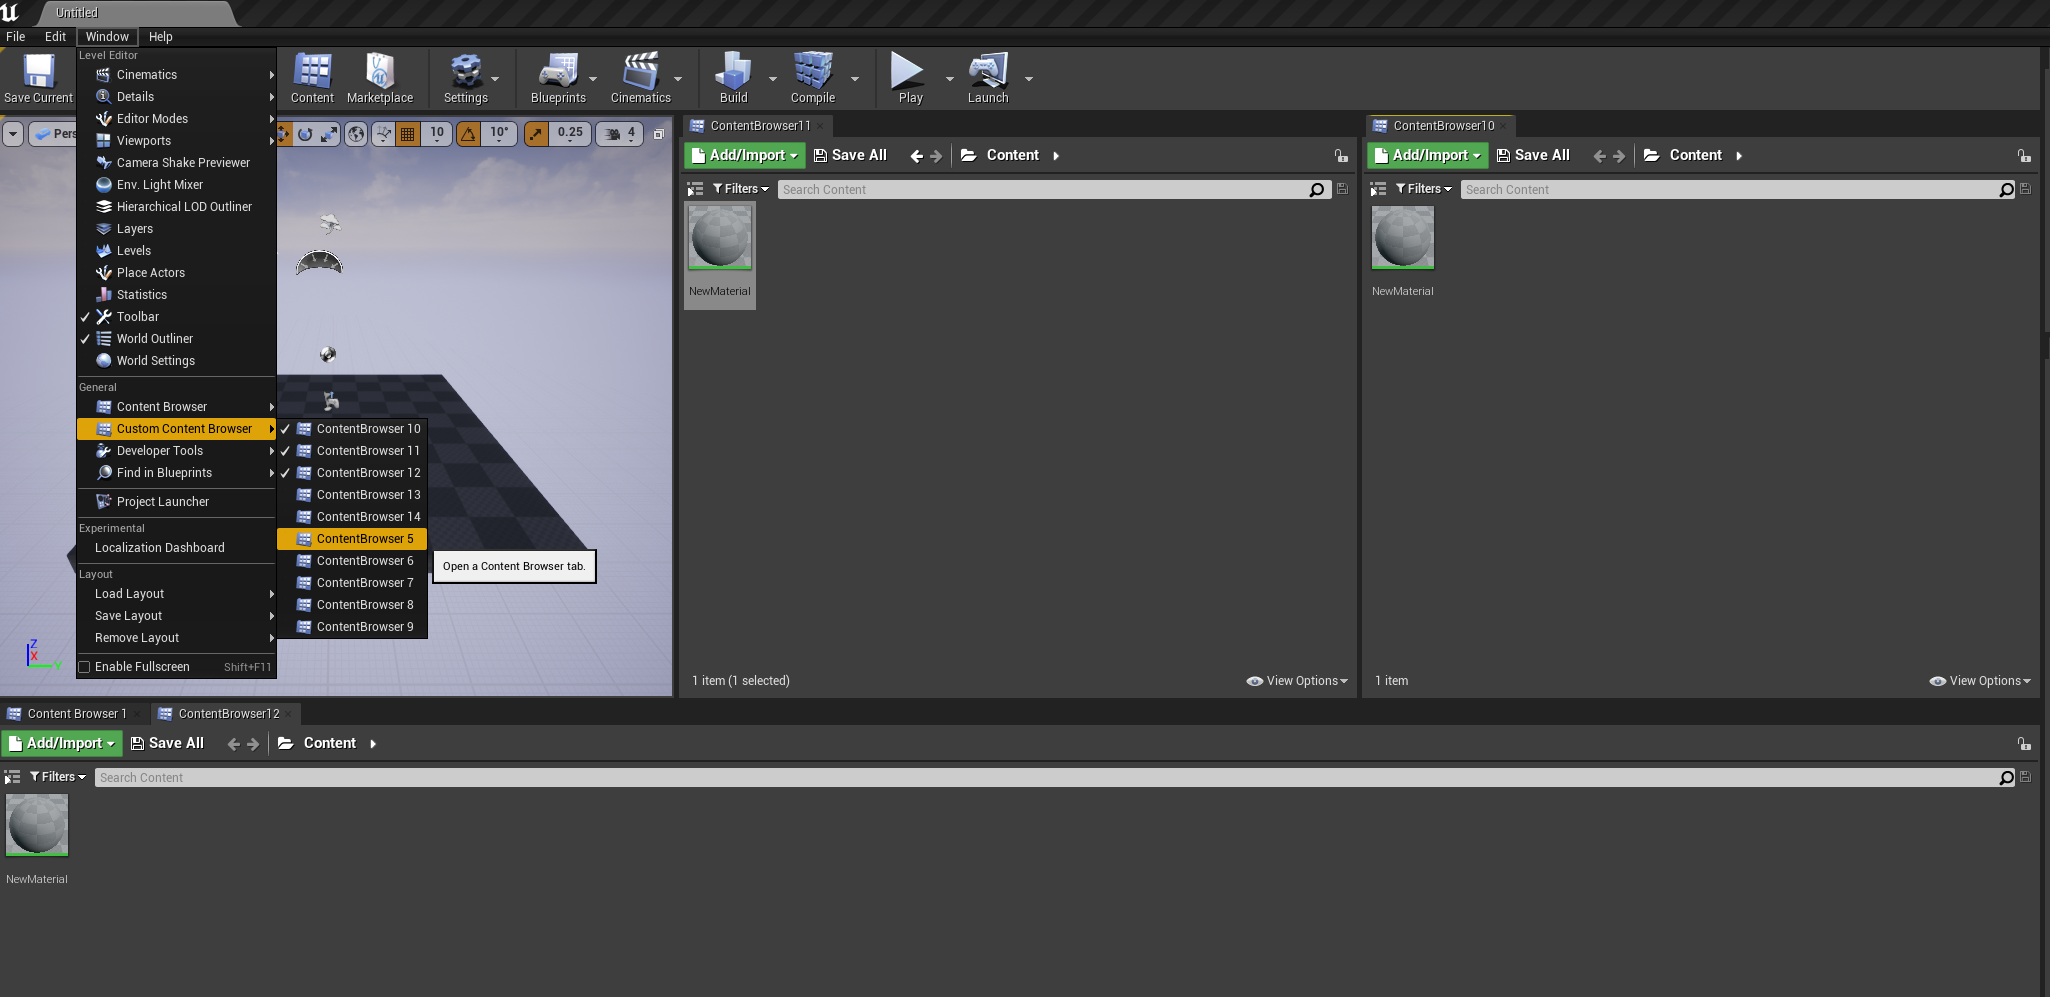 Untitled
File Edit Window Help
Level Editor
Cinematics
Details
Editor Modes
Viewports
Camera Shake Previewer
Env. Light Mixer
Hierarchical LOD Outliner
Layers
Levels
Place Actors
Statistics
Toolbar
World Outliner
World Settings
General
Content Browser
Custom Content Browser
Developer Tools
Find in Blueprints
Project Launcher
Experimental
Localization Dashboard
Layout
Load Layout
Save Layout
Remove Layout
Enable Fullscreen Shift+F11
ContentBrowser 10
ContentBrowser 11
ContentBrowser 12
ContentBrowser 13
ContentBrowser 14
ContentBrowser 5
ContentBrowser 6
ContentBrowser 7
ContentBrowser 8
ContentBrowser 9
Open a Content Browser tab.
Save Current Content Marketplace Settings Blueprints Cinematics Build Compile Play Launch
Pers 10 10° 0.25 4
Z
X
Y
ContentBrowser11
Add/Import Save All Content
Filters Search Content
NewMaterial
1 item (1 selected) View Options
ContentBrowser10
Add/Import Save All Content
Filters Search Content
NewMaterial
1 item View Options
Content Browser 1 ContentBrowser12
Add/Import Save All Content
Filters Search Content
NewMaterial